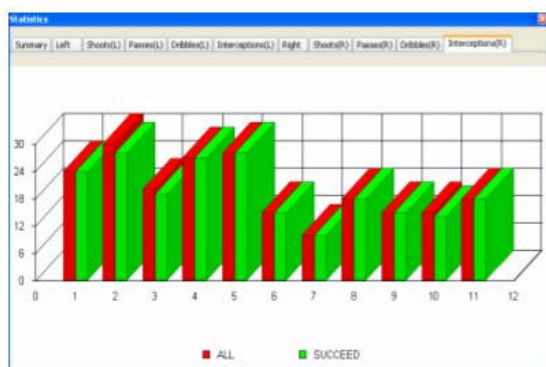 Statistics
Summary Left Shoots(L) Passes(L) Dribbles(L) Interceptions(L) Right Shoots(R) Passes(R) Dribbles(R) Interceptions(R)
30
24
18
12
6
0
0 1 2 3 4 5 6 7 8 9 10 11 12
ALL SUCCEED